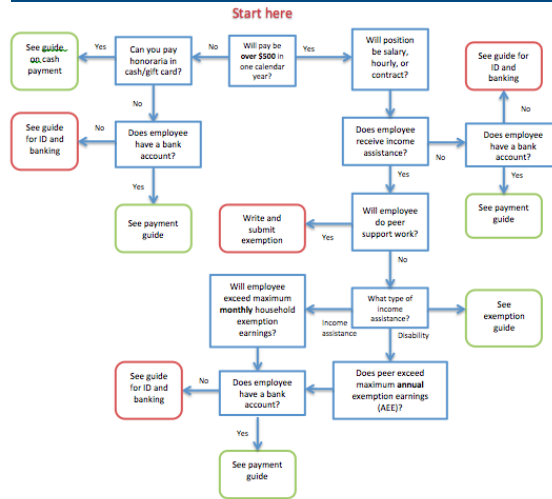 Start here
See guide
on cash
payment
Yes
Can you pay
honoraria in
cash/gift card?
No
Will pay be
over $500 in
one calendar
year?
Yes
Will position
be salary,
hourly, or
contract?
See guide for
ID and
banking
No
No
See guide
for ID and
banking
No
Does employee
have a bank
account?
Does employee
receive income
assistance?
No
Does employee
have a bank
account?
Yes
Yes
Yes
See payment
guide
Write and
submit
exemption
Yes
Will employee
do peer
support work?
See payment
guide
No
Will employee
exceed maximum
monthly household
exemption
earnings?
Income
assistance
What type of
income
assistance?
Disability
See
exemption
guide
See guide
for ID and
banking
No
Does employee
have a bank
account?
Does peer exceed
maximum annual
exemption earnings
(AEE)?
Yes
See payment
guide